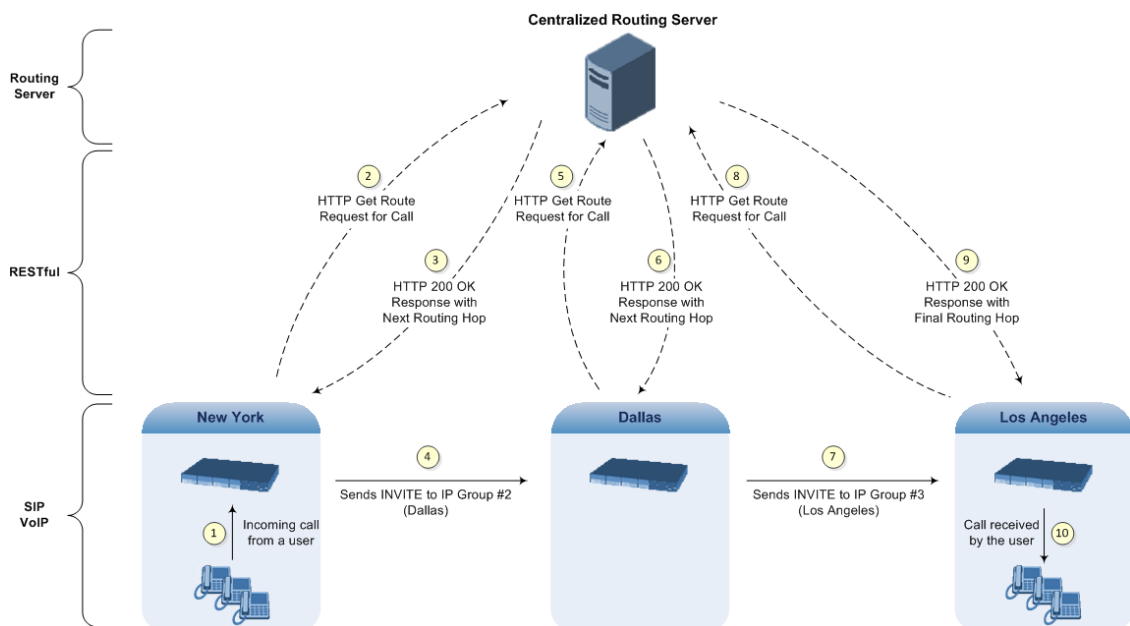 Centralized Routing Server
Routing
Server
2
HTTP Get Route
Request for Call
5
HTTP Get Route
Request for Call
8
HTTP Get Route
Request for Call
RESTful
3
HTTP 200 OK
Response with
Next Routing Hop
6
HTTP 200 OK
Response with
Next Routing Hop
9
HTTP 200 OK
Response with
Final Routing Hop
New York
Dallas
Los Angeles
SIP
VoIP
4
Sends INVITE to IP Group #2
(Dallas)
7
Sends INVITE to IP Group #3
(Los Angeles)
1
Incoming call
from a user
Call received
by the user
10